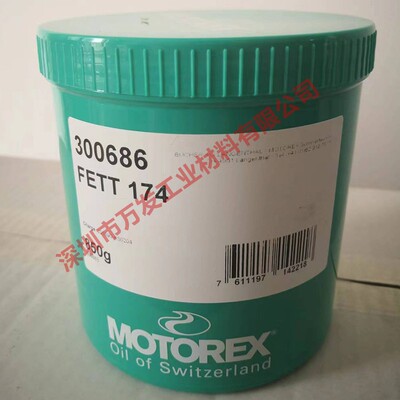 300686
FETT 174
850g
7 611197 142218
MOTOREX
Oil of Switzerland
深圳市万发工业材料有限公司